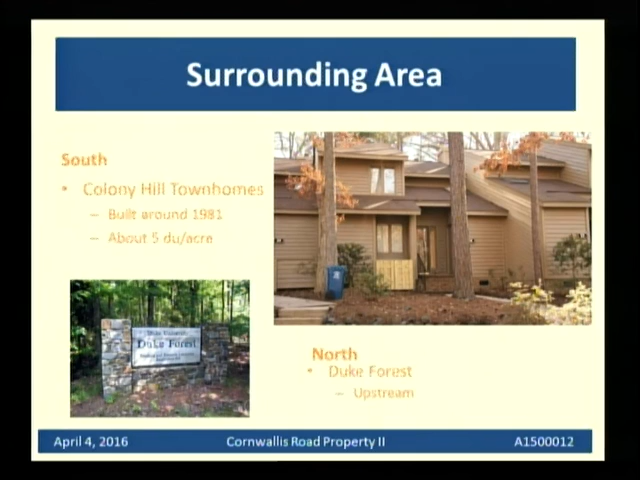 Surrounding Area
South
• Colony Hill Townhomes
– Built around 1981
– About 5 du/acre
Duke Forest
North
• Duke Forest
– Upstream
April 4, 2016
Cornwallis Road Property II
A1500012